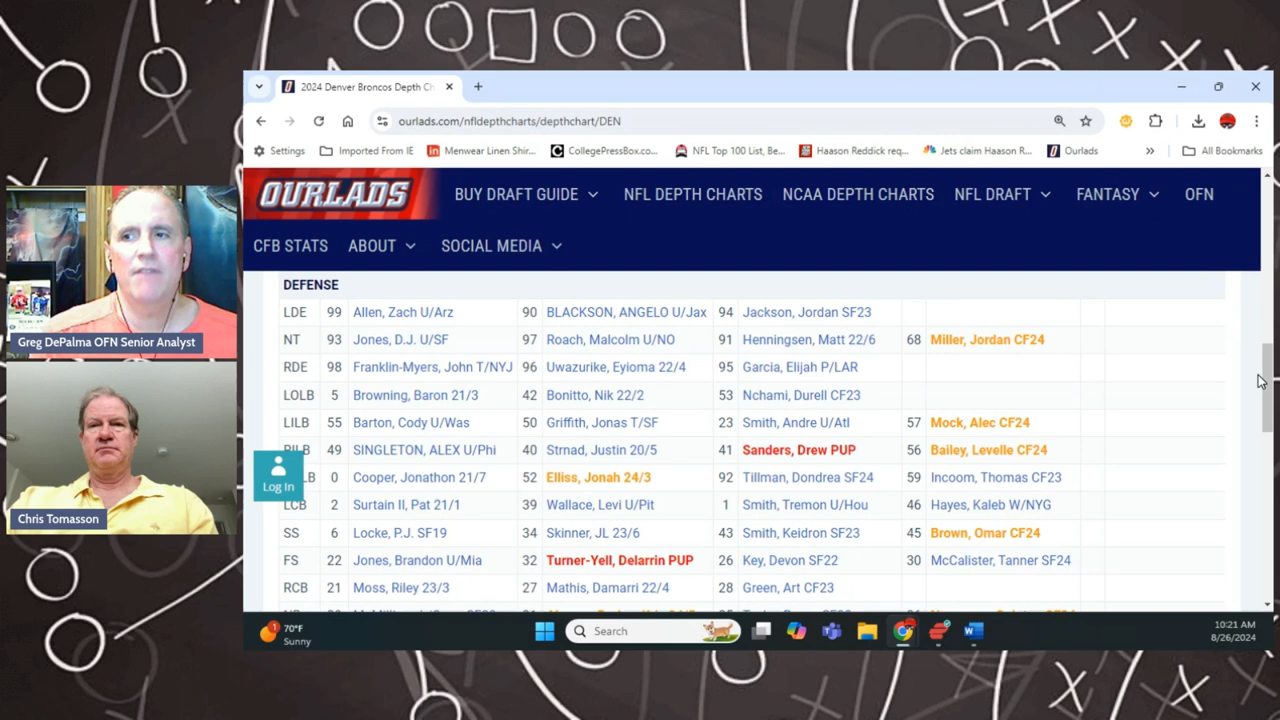 2024 Denver Broncos Depth Ch
ourlads.com/nfldepthcharts/depthchart/DEN
Settings Imported From IE Menwear Linen Shir... CollegePressBox.co... NFL Top 100 List, Be... Haason Reddick req... Jets claim Haason R... Ourlads » All Bookmarks
OURLADS BUY DRAFT GUIDE NFL DEPTH CHARTS NCAA DEPTH CHARTS NFL DRAFT FANTASY OFN
CFB STATS ABOUT SOCIAL MEDIA
DEFENSE
LDE 99 Allen, Zach U/Arz 90 BLACKSON, ANGELO U/Jax 94 Jackson, Jordan SF23
NT 93 Jones, D.J. U/SF 97 Roach, Malcolm U/NO 91 Henningsen, Matt 22/6 68 Miller, Jordan CF24
RDE 98 Franklin-Myers, John T/NYJ 96 Uwazurike, Eyioma 22/4 95 Garcia, Elijah P/LAR
LOLB 5 Browning, Baron 21/3 42 Bonitto, Nik 22/2 53 Nchami, Durell CF23
LILB 55 Barton, Cody U/Was 50 Griffith, Jonas T/SF 23 Smith, Andre U/Atl 57 Mock, Alec CF24
RILB 49 SINGLETON, ALEX U/Phi 40 Strnad, Justin 20/5 41 Sanders, Drew PUP 56 Bailey, Levelle CF24
LB 0 Cooper, Jonathon 21/7 52 Elliss, Jonah 24/3 92 Tillman, Dondrea SF24 59 Incoom, Thomas CF23
LCB 2 Surtain II, Pat 21/1 39 Wallace, Levi U/Pit 1 Smith, Tremon U/Hou 46 Hayes, Kaleb W/NYG
SS 6 Locke, P.J. SF19 34 Skinner, JL 23/6 43 Smith, Keidron SF23 45 Brown, Omar CF24
FS 22 Jones, Brandon U/Mia 32 Turner-Yell, Delarrin PUP 26 Key, Devon SF22 30 McCalister, Tanner SF24
RCB 21 Moss, Riley 23/3 27 Mathis, Damarri 22/4 28 Green, Art CF23
Log In
Greg DePalma OFN Senior Analyst
Chris Tomasson
1 70°F
Sunny
Search
10:21 AM
8/26/2024